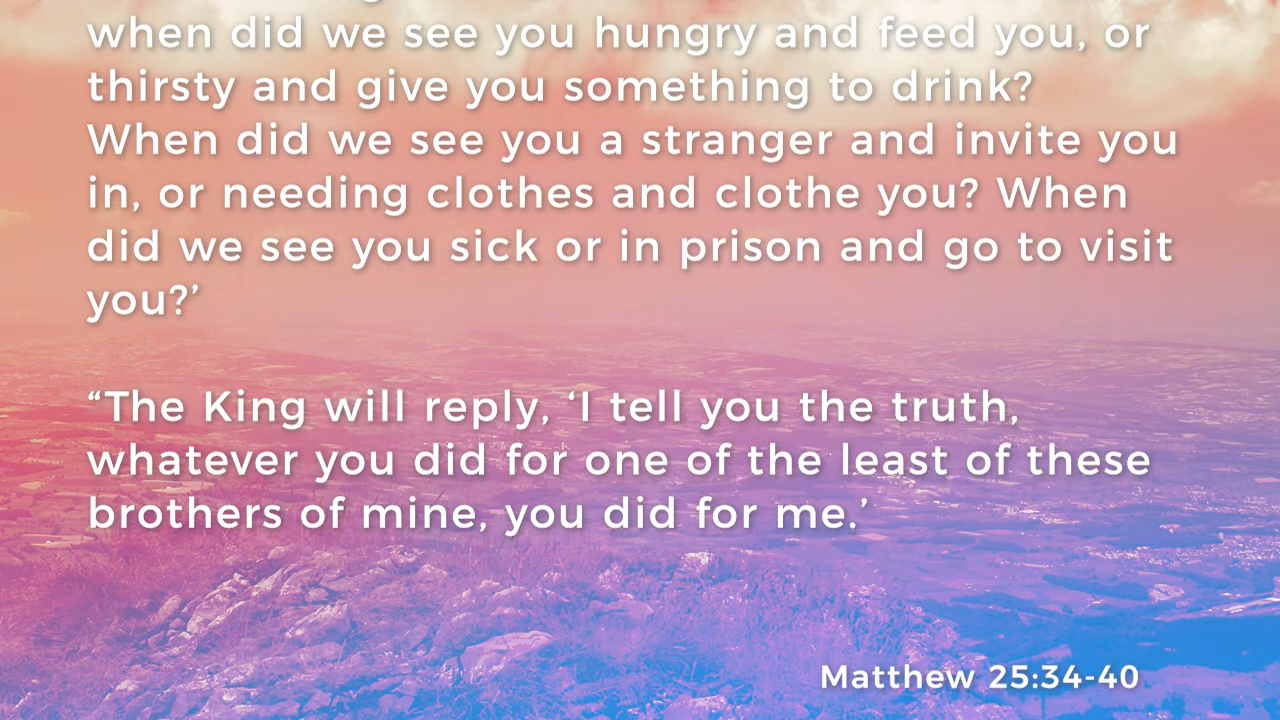 when did we see you hungry and feed you, or
thirsty and give you something to drink?
When did we see you a stranger and invite you
in, or needing clothes and clothe you? When
did we see you sick or in prison and go to visit
you?’
“The King will reply, ‘I tell you the truth,
whatever you did for one of the least of these
brothers of mine, you did for me.’
Matthew 25:34-40